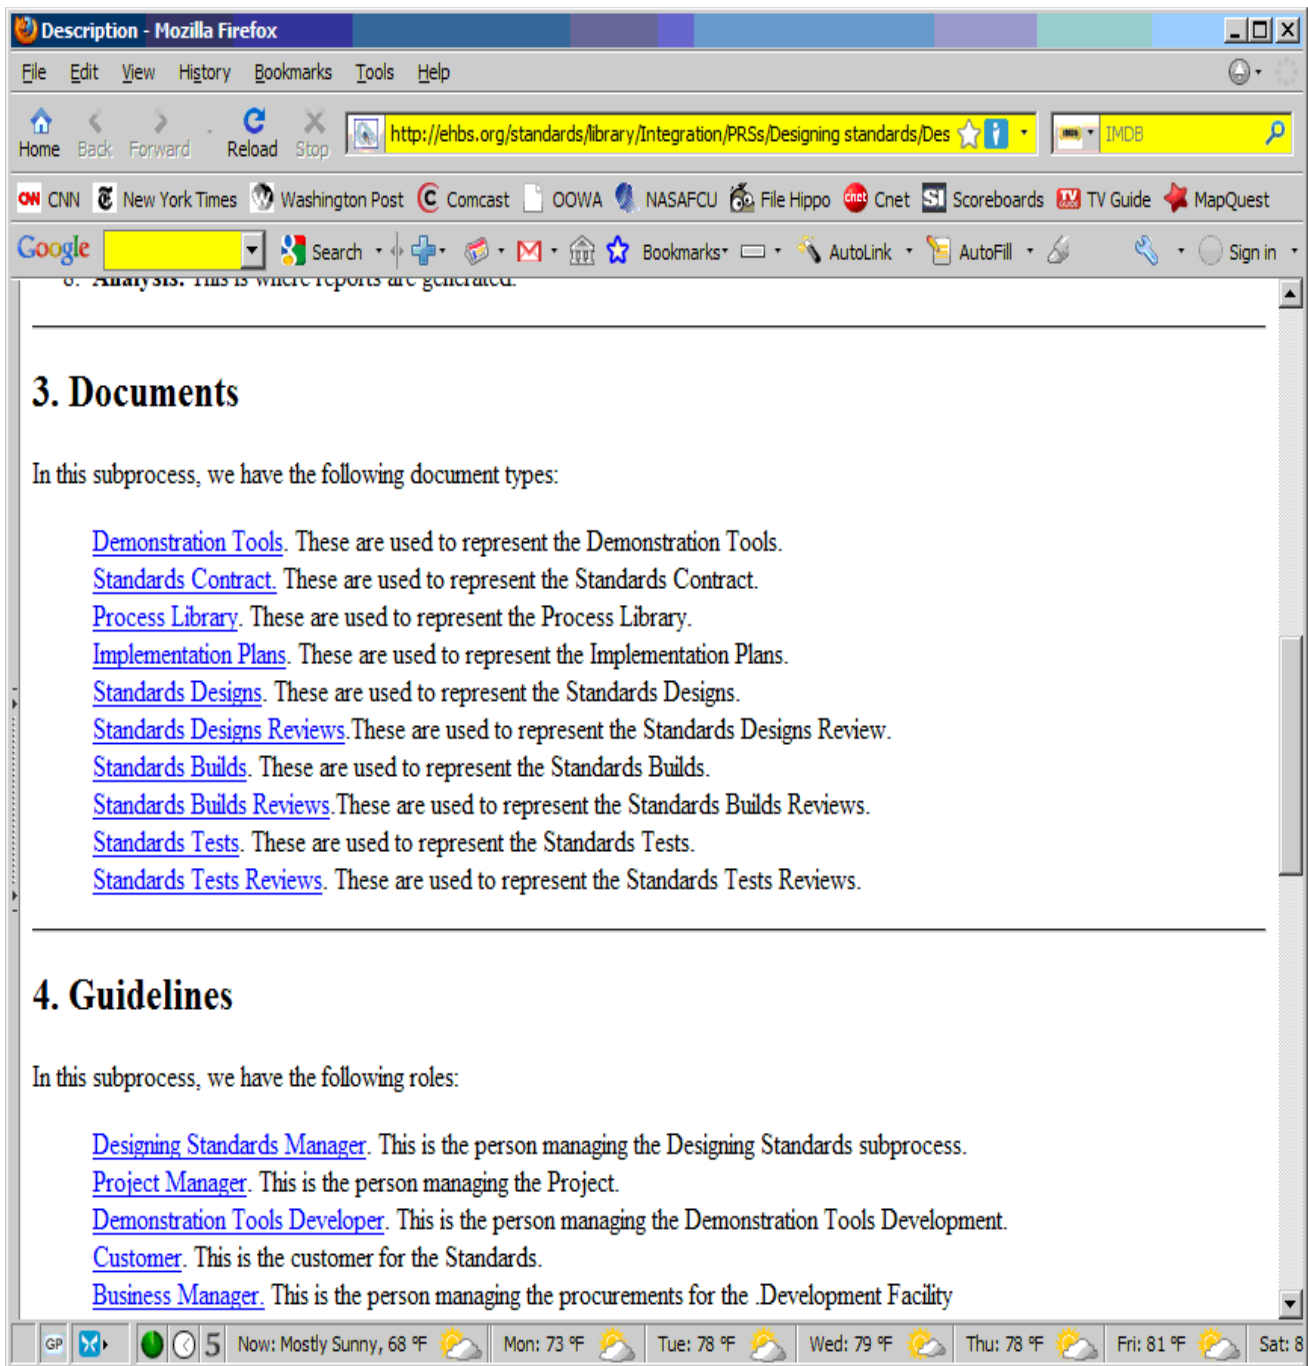 Description - Mozilla Firefox
File Edit View History Bookmarks Tools Help
Home Back Forward Reload Stop http://ehbs.org/standards/library/Integration/PRSs/Designing standards/Des IMDB
CNN New York Times Washington Post Comcast OOWA NASAFCU File Hippo Cnet Scoreboards TV Guide MapQuest
Google Search Bookmarks AutoLink AutoFill Sign in
8. Analysis. This is where reports are generated.
3. Documents
In this subprocess, we have the following document types:
Demonstration Tools. These are used to represent the Demonstration Tools.
Standards Contract. These are used to represent the Standards Contract.
Process Library. These are used to represent the Process Library.
Implementation Plans. These are used to represent the Implementation Plans.
Standards Designs. These are used to represent the Standards Designs.
Standards Designs Reviews.These are used to represent the Standards Designs Review.
Standards Builds. These are used to represent the Standards Builds.
Standards Builds Reviews.These are used to represent the Standards Builds Reviews.
Standards Tests. These are used to represent the Standards Tests.
Standards Tests Reviews. These are used to represent the Standards Tests Reviews.
4. Guidelines
In this subprocess, we have the following roles:
Designing Standards Manager. This is the person managing the Designing Standards subprocess.
Project Manager. This is the person managing the Project.
Demonstration Tools Developer. This is the person managing the Demonstration Tools Development.
Customer. This is the customer for the Standards.
Business Manager. This is the person managing the procurements for the .Development Facility
GP 5 Now: Mostly Sunny, 68 °F Mon: 73 °F Tue: 78 °F Wed: 79 °F Thu: 78 °F Fri: 81 °F Sat: 8